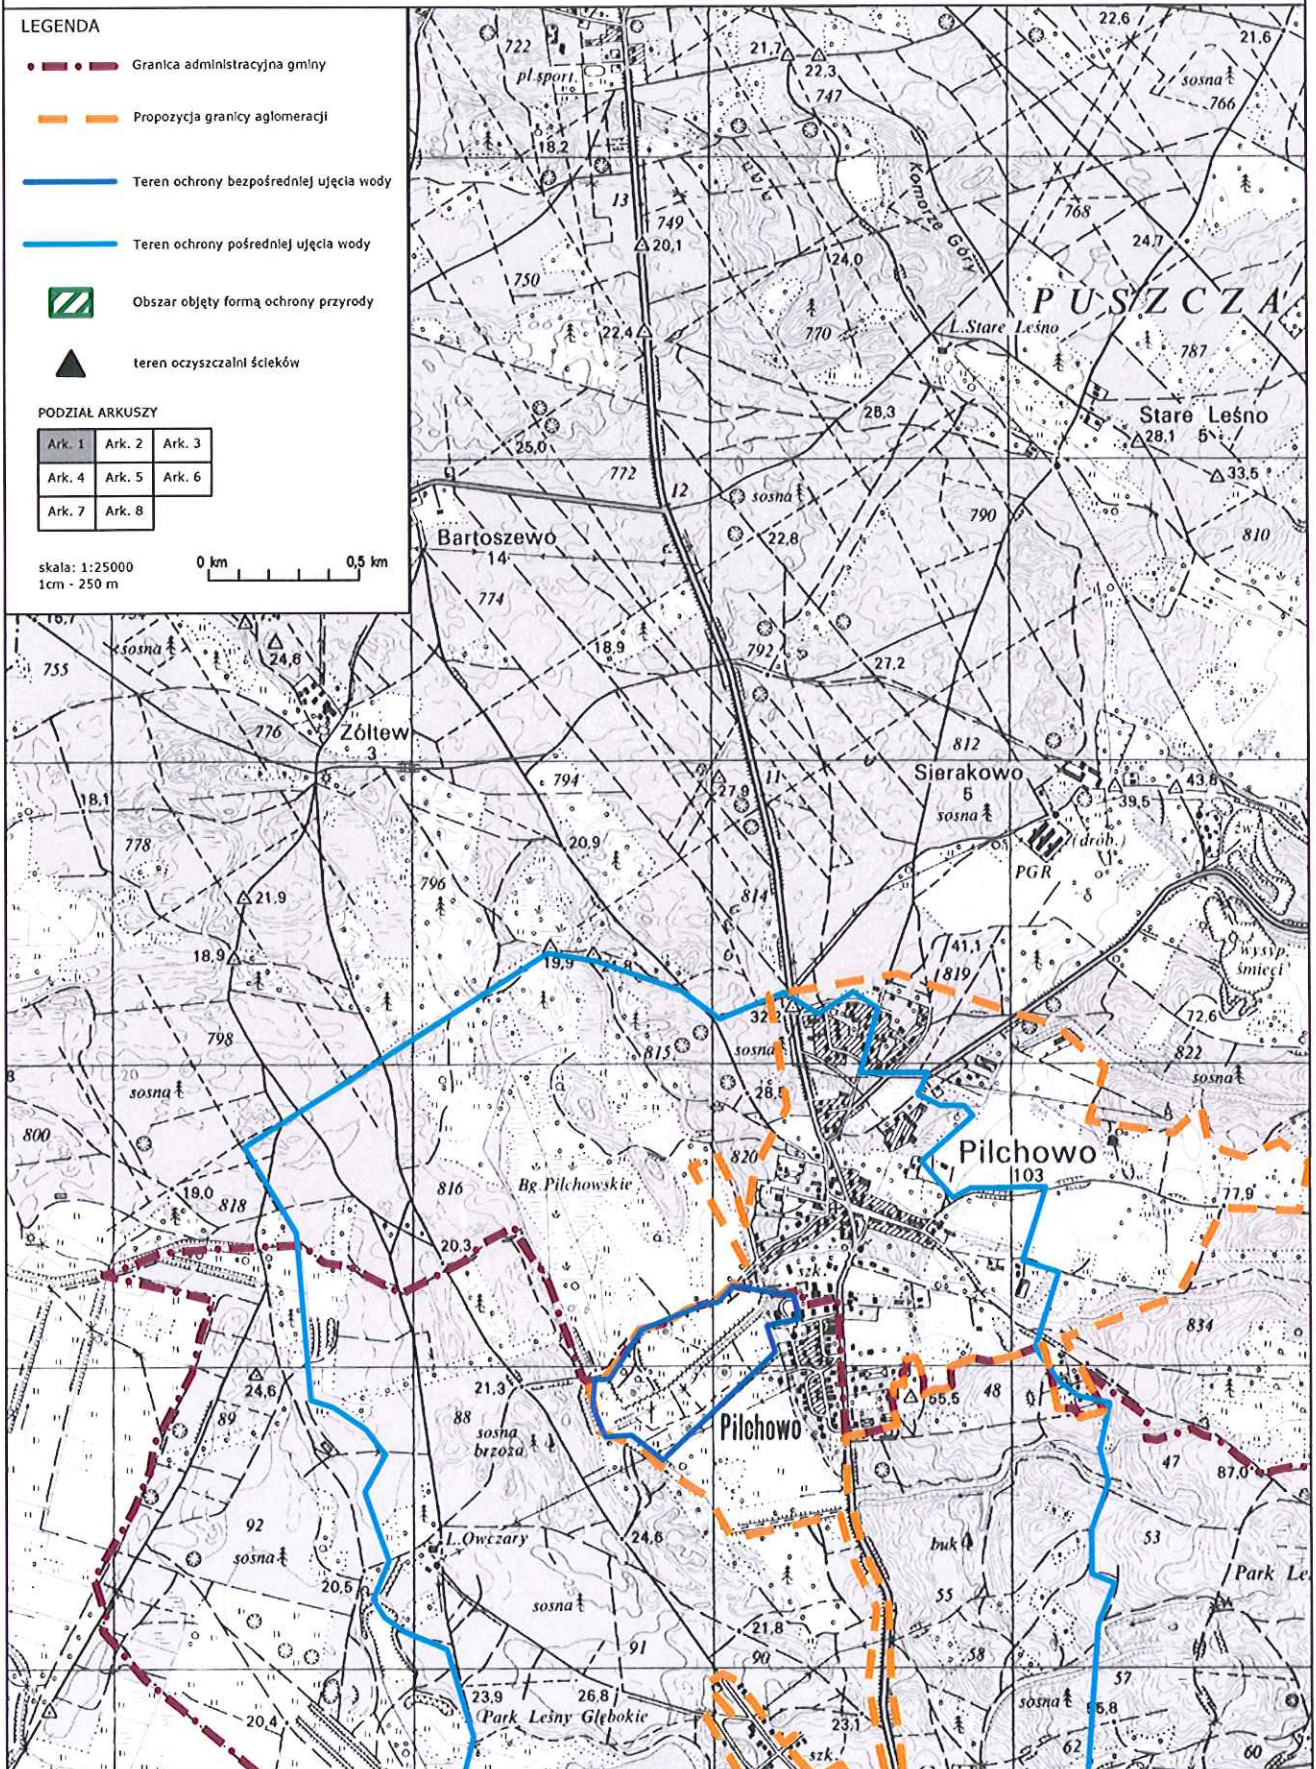 LEGENDA
Granica administracyjna gminy
Propozycja granicy aglomeracji
Teren ochrony bezpośredniej ujęcia wody
Teren ochrony pośredniej ujęcia wody
Obszar objęty formą ochrony przyrody
teren oczyszczalni ścieków
PODZIAŁ ARKUSZY
Ark. 1 Ark. 2 Ark. 3
Ark. 4 Ark. 5 Ark. 6
Ark. 7 Ark. 8
skala: 1:25000
1cm - 250 m
0 km 0,5 km
722
pl.sport.
21,7
22,3
747
22,6
21,6
sosna
766
18,2
13
749
20,1
Komorze Góry
768
24,7
24,0
750
PUSZCZA
22,4
770
L.Stare Leśno
787
Stare Leśno
28,1 5
28,3
33,5
25,0
772
12
sosna
790
810
Bartoszewo
14
22,8
774
18,9
792
27,2
sosna
24,6
755
776
Żółtew
3
812
Sierakowo
5
sosna
794
27,9
11
43,8
39,5
18,1
778
20,9
żw.
(drob.)
PGR
796
814
21,9
18,9
19,9
41,1
819
wysyp.
śmieci
72,6
798
815
sosna
822
sosna
20
sosna
800
820
Pilchowo
103
816
Bg.Pilchowskie
19,0
818
77,9
20,3
834
24,6
89
21,3
88
sosna
brzoza
Pilchowo
48
55,5
47
87,0
92
sosna
L.Owczary
24,6
buk
53
Park Le
20,5
sosna
55
21,8
91
90
58
57
23,9
26,8
Park Leśny Głębokie
20,4
23,1
sosna
szk.
62
60